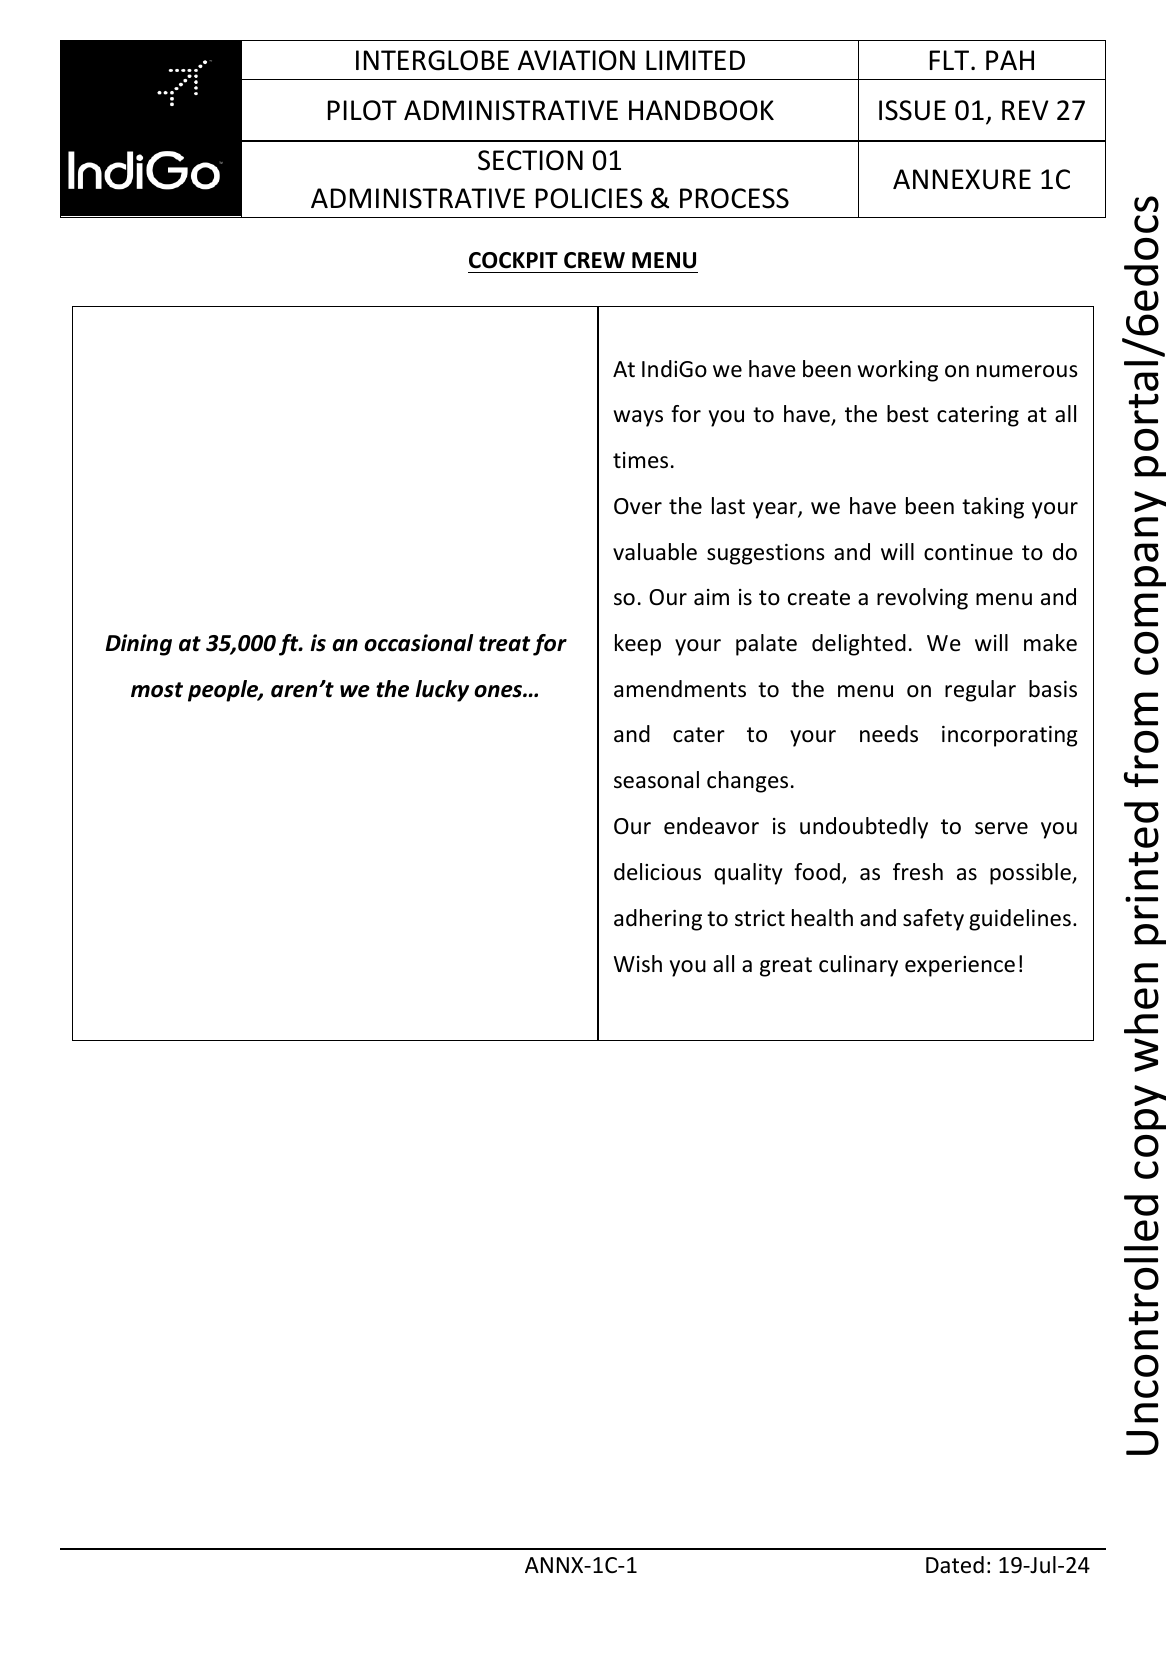 IndiGo
INTERGLOBE AVIATION LIMITED
FLT. PAH
PILOT ADMINISTRATIVE HANDBOOK
ISSUE 01, REV 27
SECTION 01
ADMINISTRATIVE POLICIES & PROCESS
ANNEXURE 1C
COCKPIT CREW MENU
Dining at 35,000 ft. is an occasional treat for
most people, aren’t we the lucky ones…
At IndiGo we have been working on numerous
ways for you to have, the best catering at all
times.
Over the last year, we have been taking your
valuable suggestions and will continue to do
so. Our aim is to create a revolving menu and
keep your palate delighted. We will make
amendments to the menu on regular basis
and cater to your needs incorporating
seasonal changes.
Our endeavor is undoubtedly to serve you
delicious quality food, as fresh as possible,
adhering to strict health and safety guidelines.
Wish you all a great culinary experience!
Uncontrolled copy when printed from company portal/6edocs
ANNX-1C-1
Dated: 19-Jul-24